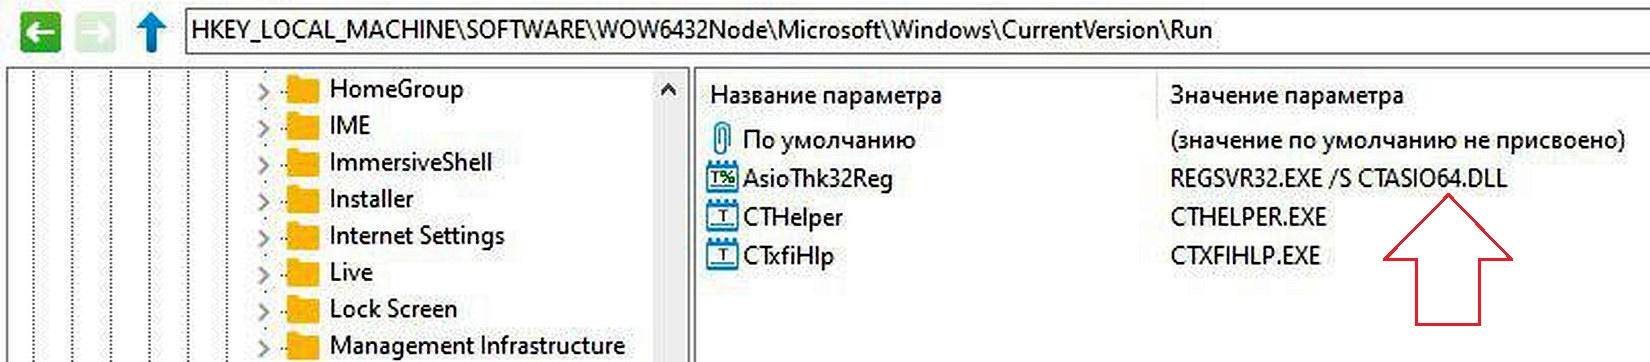 HKEY_LOCAL_MACHINE\SOFTWARE\WOW6432Node\Microsoft\Windows\CurrentVersion\Run
HomeGroup
IME
ImmersiveShell
Installer
Internet Settings
Live
Lock Screen
Management Infrastructure
Название параметра Значение параметра
По умолчанию (значение по умолчанию не присвоено)
T% AsioThk32Reg REGSVR32.EXE /S CTASIO64.DLL
T CTHelper CTHELPER.EXE
T CTxfiHlp CTXFIHLP.EXE